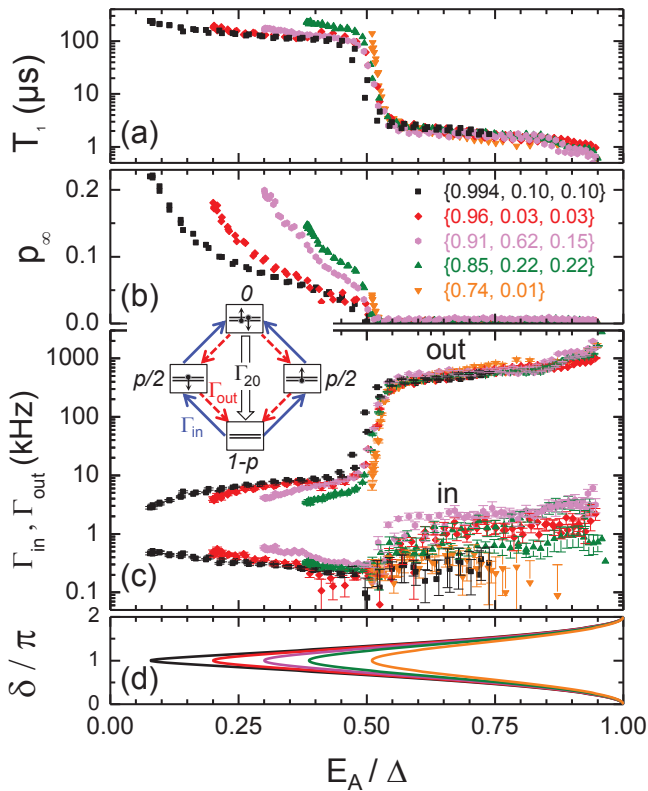 100
10
1
T₁ (µs)
(a)
0.2
0.1
0.0
p∞
(b)
{0.994, 0.10, 0.10}
{0.96, 0.03, 0.03}
{0.91, 0.62, 0.15}
{0.85, 0.22, 0.22}
{0.74, 0.01}
0
p/2
Γ₂₀
p/2
Γout
Γin
1-p
1000
100
10
1
0.1
Γin , Γout (kHz)
out
in
(c)
2
1
0
δ / π
(d)
0.00 0.25 0.50 0.75 1.00
E_A / Δ